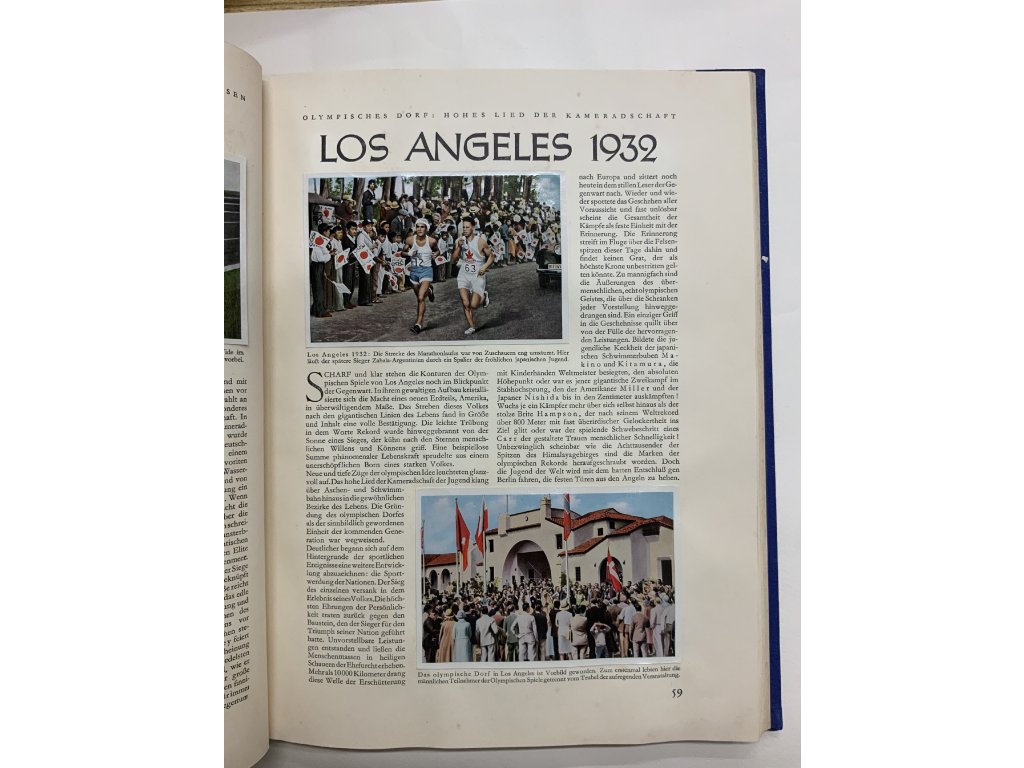 OLYMPISCHES DORF: HOHES LIED DER KAMERADSCHAFT
LOS ANGELES 1932
12
63
Los Angeles 1932: Die Strecke des Marathonlaufes war von Zuschauern eng umsäumt. Hier
läuft der spätere Sieger Zabala-Argentinien durch ein Spalier der fröhlichen japanischen Jugend.
SCHARF und klar stehen die Konturen der Olym-
pischen Spiele von Los Angeles noch im Blickpunkt
der Gegenwart. In ihrem gewaltigen Aufbau kristalli-
sierte sich die Macht eines neuen Erdteils, Amerika,
in überwältigendem Maße. Das Streben dieses Volkes
nach den gigantischen Linien des Lebens fand in Größe
und Inhalt eine volle Bestätigung. Die leichte Trübung
in dem Worte Rekord wurde hinweggebrannt von der
Sonne eines Sieges, der kühn nach den Sternen mensch-
lichen Willens und Könnens griff. Eine beispiellose
Summe phänomenaler Lebenskraft sprudelte aus einem
unerschöpflichen Born eines starken Volkes.
Neue und tiefe Züge der olympischen Idee leuchteten glanz-
voll auf. Das hohe Lied der Kameradschaft der Jugend klang
über Aschen- und Schwimm-
bahn hinaus in die gewöhnlichen
Bezirke des Lebens. Die Grün-
dung des olympischen Dorfes
als der sinnbildlich gewordenen
Einheit der kommenden Gene-
ration war wegweisend.
Deutlicher begann sich auf dem
Hintergrunde der sportlichen
Ereignisse eine weitere Entwick-
lung abzuzeichnen: die Sport-
werdung der Nationen. Der Sieg
des einzelnen versank in dem
Erlebnis seines Volkes. Die höch-
sten Ehrungen der Persönlich-
keit traten zurück gegen den
Baustein, den der Sieger für den
Triumph seiner Nation geführt
hatte. Unvorstellbare Leistun-
gen entstanden und ließen die
Menschenmassen in heiligen
Schauern der Ehrfurcht erheben.
Mehr als 10000 Kilometer drang
diese Welle der Erschütterung
nach Europa und zittert noch
heute in dem stillen Leser der Ge-
genwart nach. Wieder und wie-
der spottete das Geschehen aller
Voraussicht und fast unlösbar
scheint die Gesamtheit der
Kämpfe als feste Einheit mit der
Erinnerung. Die Erinnerung
streift im Fluge über die Felsen-
spitzen dieser Tage dahin und
findet keinen Grat, der als
höchste Krone unbestritten gel-
ten könnte. Zu mannigfach sind
die Äußerungen des über-
menschlichen, echt olympischen
Geistes, die über die Schranken
jeder Vorstellung hinwegge-
drungen sind. Ein einziger Griff
in die Geschehnisse quillt über
von der Fülle der hervorragen-
den Leistungen. Bildete die ju-
gendliche Keckheit der japani-
schen Schwimmerbuben Ma-
kino und Kitamura, die
mit Kinderhänden Weltmeister besiegten, den absoluten
Höhepunkt oder war es jener gigantische Zweikampf im
Stabhochsprung, den der Amerikaner Miller und der
Japaner Nishida bis in den Zentimeter auskämpften?
Wuchs je ein Kämpfer mehr über sich selbst hinaus als der
stolze Brite Hampson, der nach seinem Weltrekord
über 800 Meter mit fast überirdischer Gelockertheit ins
Ziel glitt oder war der spielende Schwebeschritt eines
Carr der gestaltete Traum menschlicher Schnelligkeit?
Unbezwinglich scheinbar wie die Achttausender der
Spitzen des Himalayagebirges sind die Marken der
olympischen Rekorde heraufgeschraubt worden. Doch
die Jugend der Welt wird mit dem harten Entschluß gen
Berlin fahren, die festen Türen aus den Angeln zu heben.
Das olympische Dorf in Los Angeles ist Vorbild geworden. Zum erstenmal lebten hier die
männlichen Teilnehmer der Olympischen Spiele getrennt vom Trubel der aufregenden Veranstaltung.
59